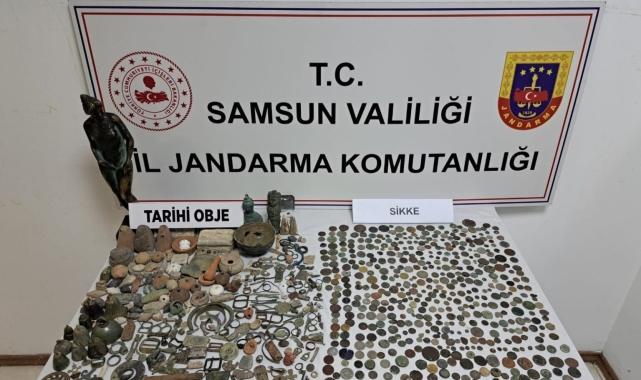 T.C.
SAMSUN VALİLİĞİ
İL JANDARMA KOMUTANLIĞI
TARİHİ OBJE
SİKKE
JANDARMA